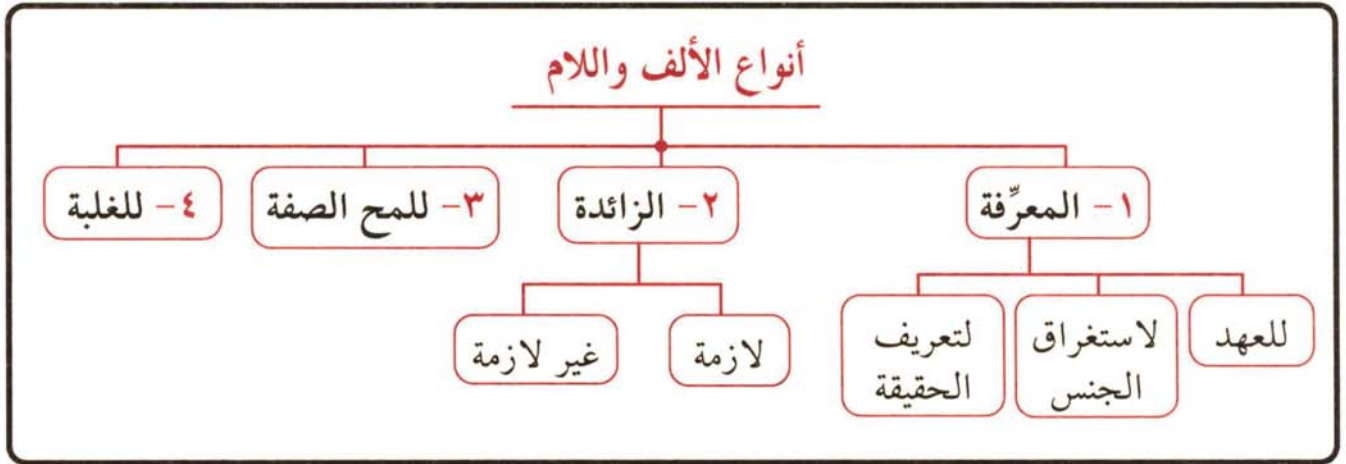 أنواع الألف واللام
١- المعرِّفة
٢- الزائدة
٣- للمح الصفة
٤- للغلبة
للعهد
لاستغراق
الجنس
لتعريف
الحقيقة
لازمة
غير لازمة